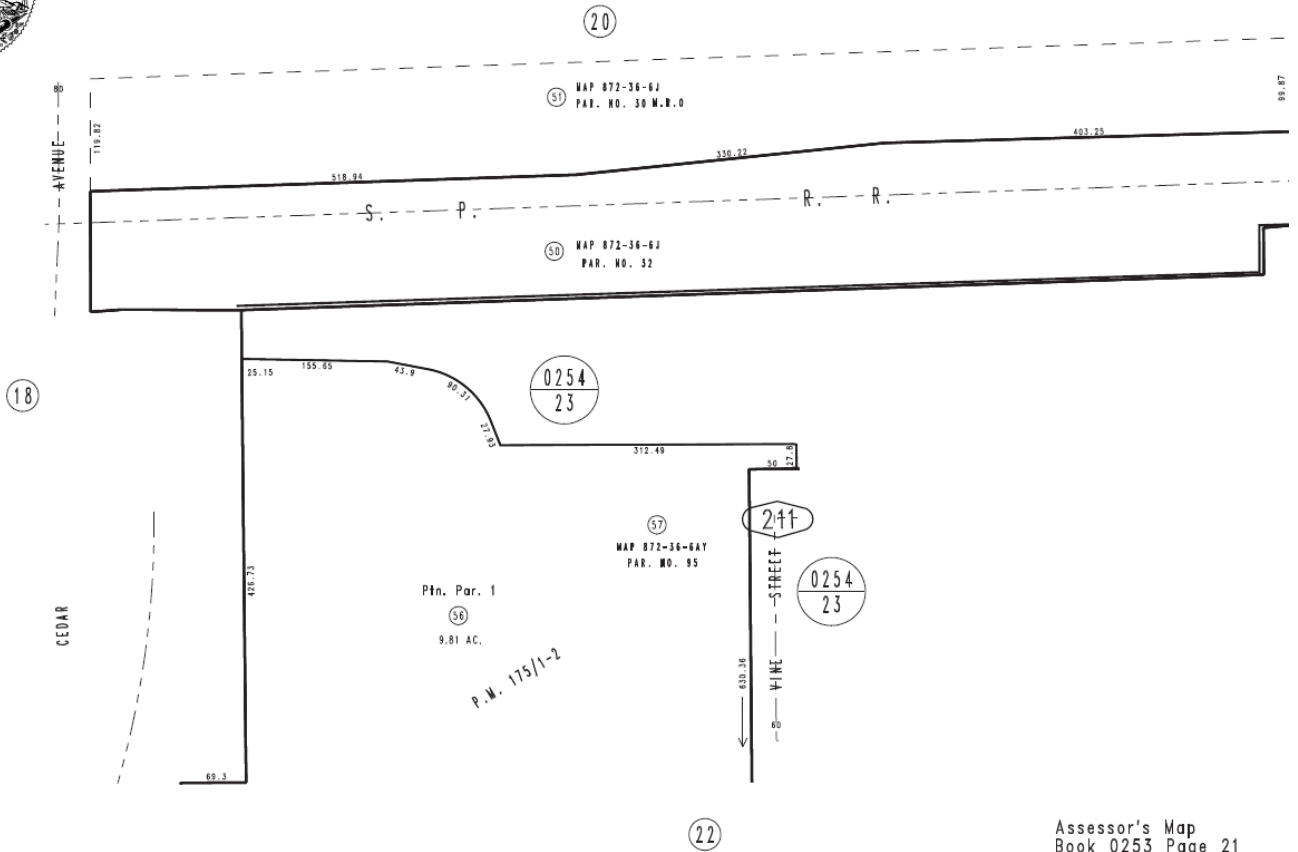 20
51
MAP 872-36-6J
PAR. NO. 30 M.R.O
80
99.87
119.82
AVENUE
403.25
330.22
518.94
S. P. R. R.
50
MAP 872-36-6J
PAR. NO. 32
18
25.15
155.65
43.9
90.31
27.93
0254
23
312.49
50
27.8
211
57
MAP 872-36-6AY
PAR. NO. 95
STREET
0254
23
426.73
Ptn. Par. 1
56
9.81 AC.
CEDAR
P.M. 175/1-2
630.36
VINE
60
69.3
22
Assessor's Map
Book 0253 Page 21